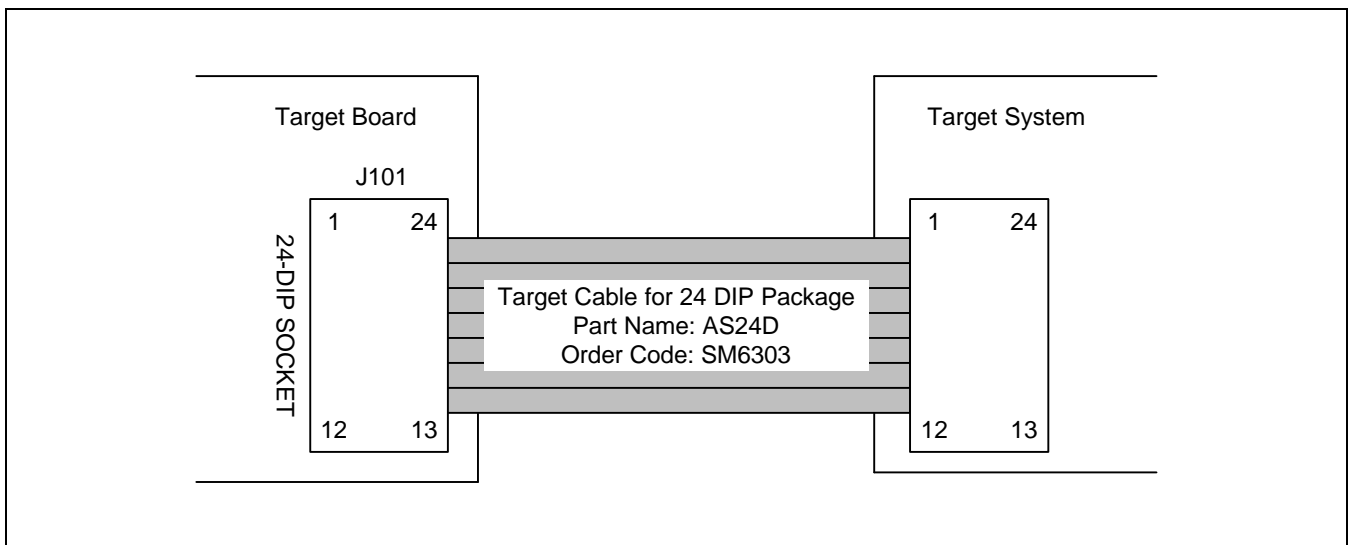 Target Board
Target System
J101
24-DIP SOCKET
1 24
12 13
Target Cable for 24 DIP Package
Part Name: AS24D
Order Code: SM6303
1 24
12 13